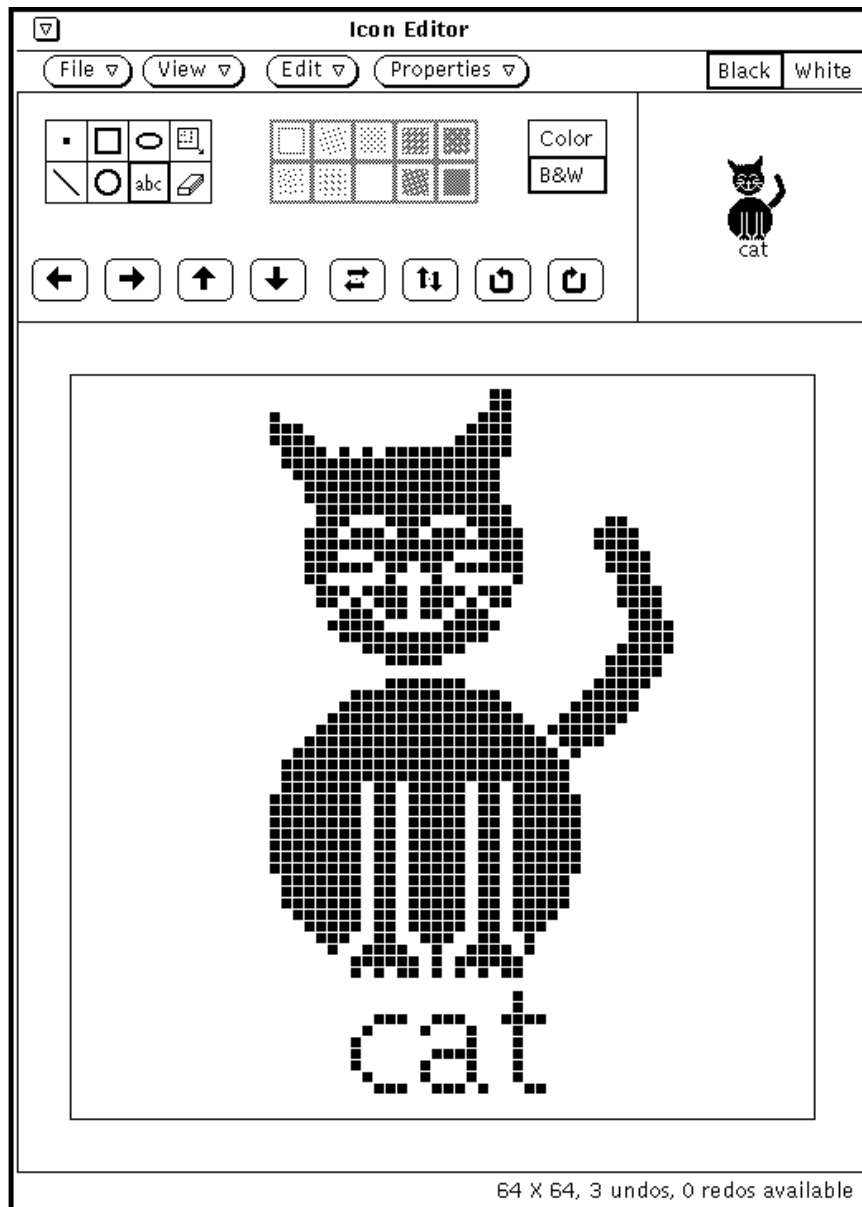 Icon Editor
File View Edit Properties Black White
abc Color
B&W
cat
cat
64 X 64, 3 undos, 0 redos available